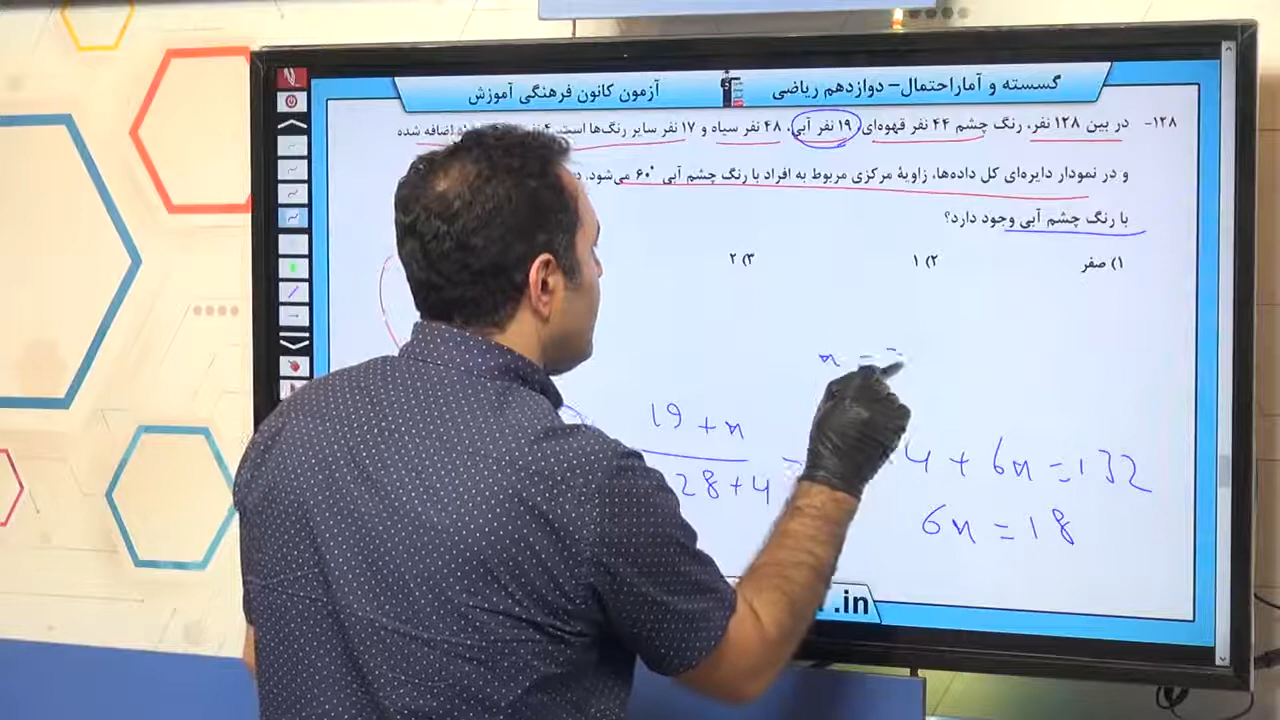 گسسته و آماراحتمال - دوازدهم ریاضی
آزمون کانون فرهنگی آموزش
۱۲۸- در بین ۱۲۸ نفر، رنگ چشم ۴۴ نفر قهوه‌ای ۱۹ نفر آبی، ۴۸ نفر سیاه و ۱۷ نفر سایر رنگ‌ها است. ۴ اضافه شده
و در نمودار دایره‌ای کل داده‌ها، زاویهٔ مرکزی مربوط به افراد با رنگ چشم آبی ۶۰° می‌شود،
با رنگ چشم آبی وجود دارد؟
۱) صفر
۲) ۱
۳) ۲
n =
19 + n
28 + 4
4 + 6n = 132
6n = 18
.in